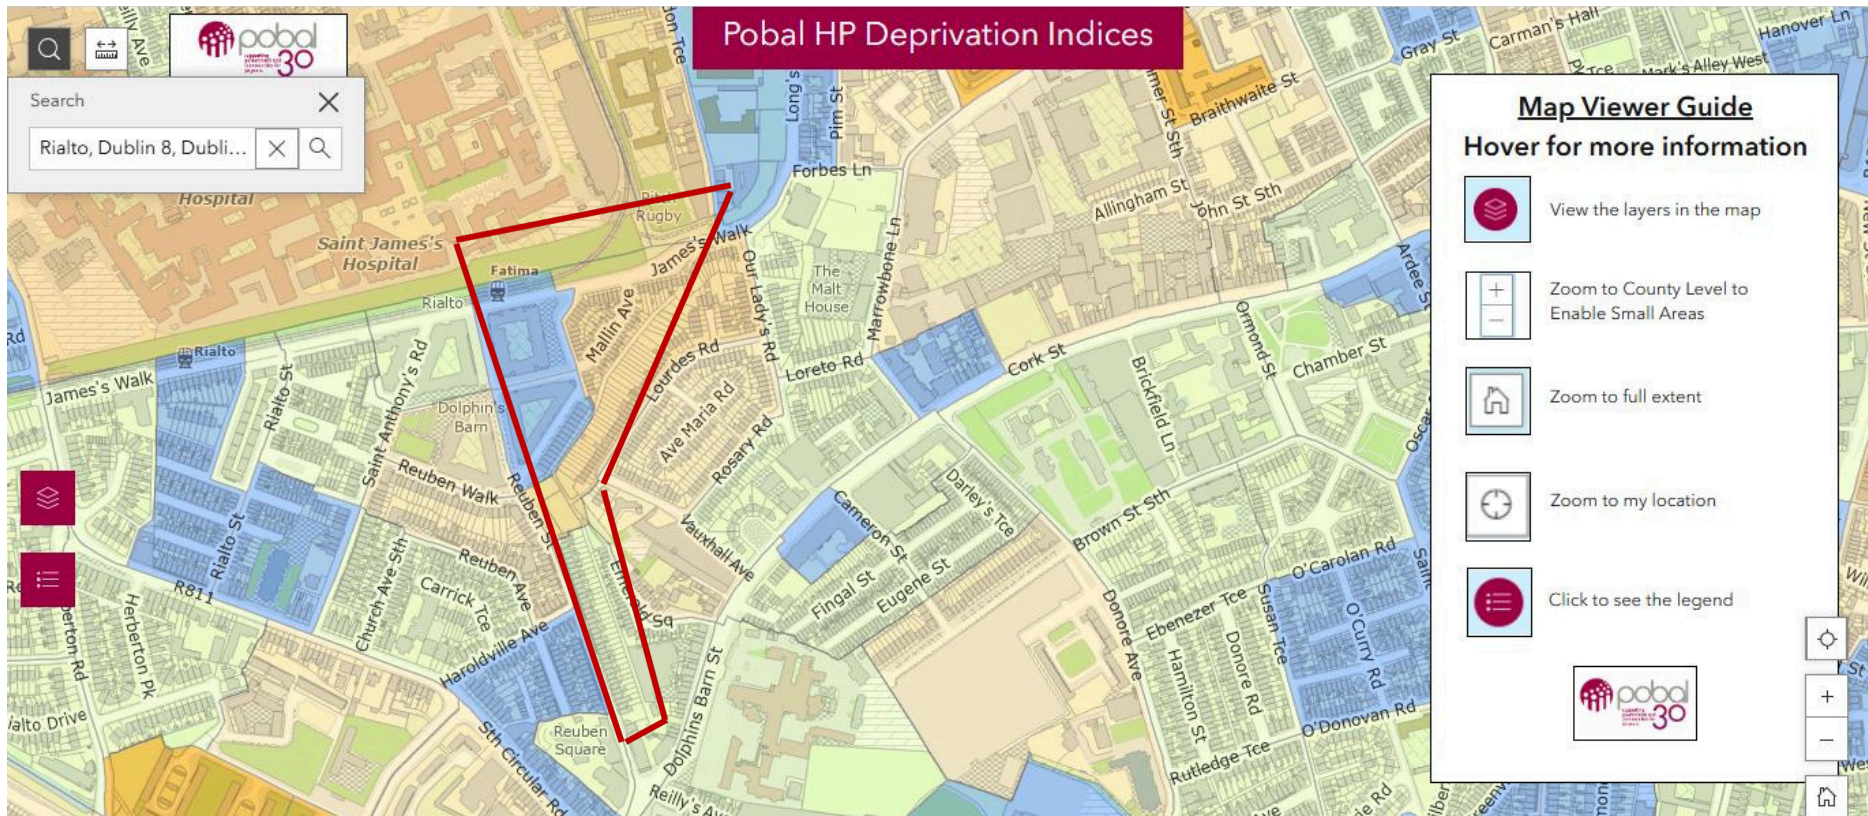 Pobal HP Deprivation Indices
pobal
30
Search
Rialto, Dublin 8, Dubli...
Hospital
Saint James's
Hospital
Rugby
James's Walk
Fatima
Rialto
Rialto
James's Walk
Rialto St
Saint Anthony's Rd
Dolphin's
Barn
Mallin Ave
Lourdes Rd
Our Lady's Rd
Ave Maria Rd
Rosary Rd
Loreto Rd
The
Malt
House
Marrowbone Ln
Forbes Ln
Long's
Pim St
Allingham St
John St Sth
Braithwaite St
Gray St
Carman's Hall
Hanover Ln
Mark's Alley West
Ardee St
Ormond St
Chamber St
Cork St
Brickfield Ln
Brown St Sth
Darley's Tce
Cameron St
Fingal St
Eugene St
Vauxhall Ave
Reuben Walk
Reuben St
Reuben Ave
Carrick Tce
Church Ave Sth
Haroldville Ave
Rialto St
R811
Herberton Pk
Reuben
Square
Sth Circular Rd
Dolphins Barn St
Donore Ave
Ebenezer Tce
Susan Tce
Hamilton St
Donore Rd
O'Carolan Rd
O'Curry Rd
O'Donovan Rd
Rutledge Tce
Map Viewer Guide
Hover for more information
View the layers in the map
Zoom to County Level to
Enable Small Areas
Zoom to full extent
Zoom to my location
Click to see the legend
pobal
30